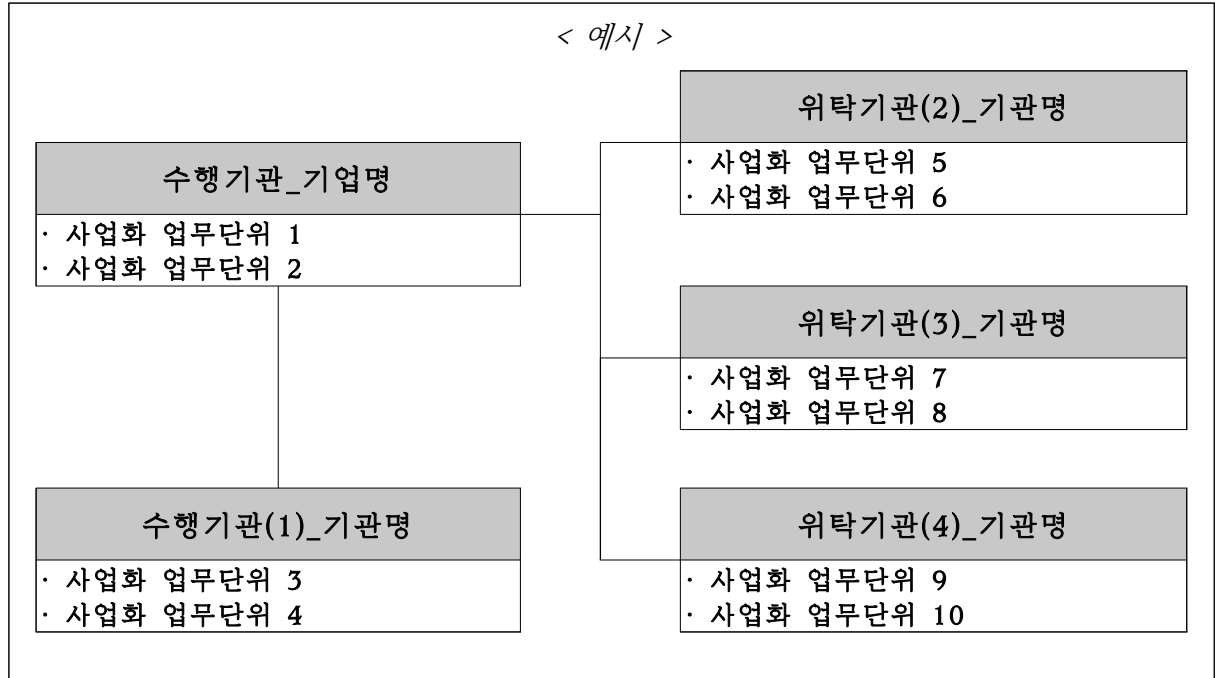 < 예시 >
수행기관_기업명
· 사업화 업무단위 1
· 사업화 업무단위 2
수행기관(1)_기관명
· 사업화 업무단위 3
· 사업화 업무단위 4
위탁기관(2)_기관명
· 사업화 업무단위 5
· 사업화 업무단위 6
위탁기관(3)_기관명
· 사업화 업무단위 7
· 사업화 업무단위 8
위탁기관(4)_기관명
· 사업화 업무단위 9
· 사업화 업무단위 10